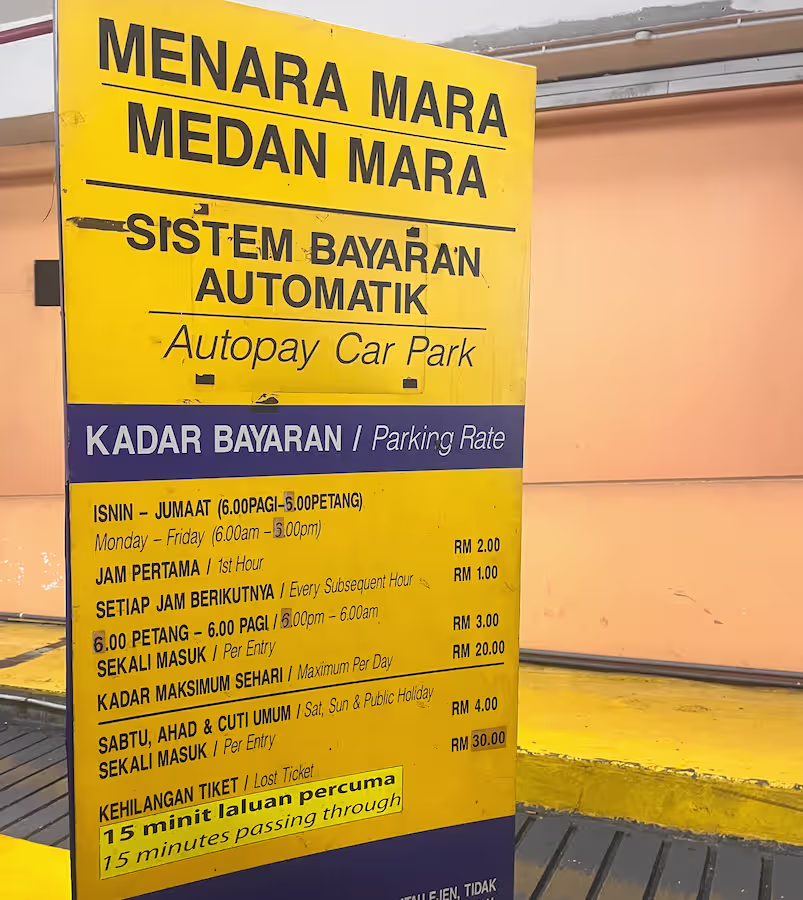 MENARA MARA
MEDAN MARA
SISTEM BAYARAN
AUTOMATIK
Autopay Car Park
KADAR BAYARAN / Parking Rate
ISNIN – JUMAAT (6.00PAGI–6.00PETANG)
Monday – Friday (6.00am – 6.00pm)
JAM PERTAMA / 1st Hour RM 2.00
SETIAP JAM BERIKUTNYA / Every Subsequent Hour RM 1.00
6.00 PETANG – 6.00 PAGI / 6.00pm – 6.00am
SEKALI MASUK / Per Entry RM 3.00
KADAR MAKSIMUM SEHARI / Maximum Per Day RM 20.00
SABTU, AHAD & CUTI UMUM / Sat, Sun & Public Holiday
SEKALI MASUK / Per Entry RM 4.00
KEHILANGAN TIKET / Lost Ticket RM 30.00
15 minit laluan percuma
15 minutes passing through
EJEN, TIDAK